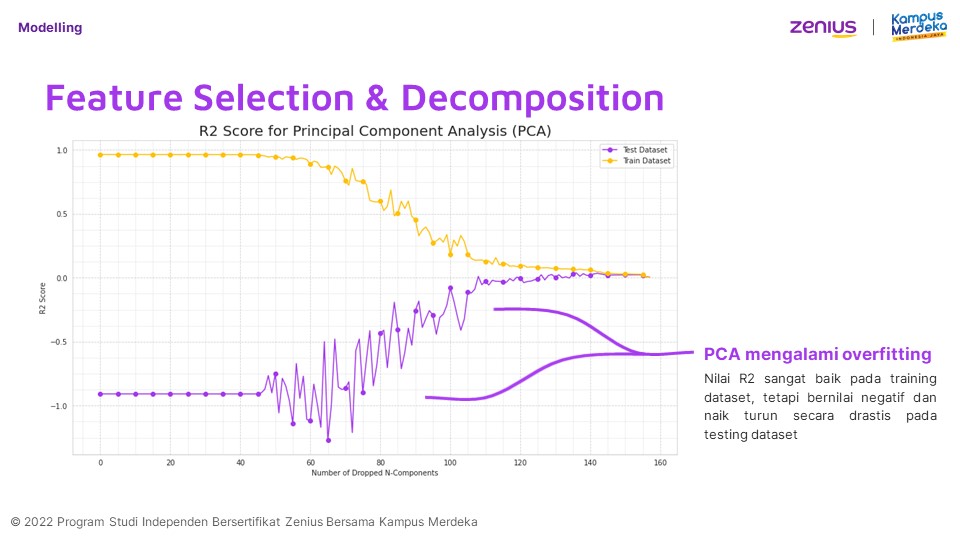 Modelling
zenius
Kampus
Merdeka
INDONESIA JAYA
Feature Selection & Decomposition
R2 Score for Principal Component Analysis (PCA)
Test Dataset
Train Dataset
1.0
0.5
0.0
−0.5
−1.0
R2 Score
0 20 40 60 80 100 120 140 160
Number of Dropped N-Components
PCA mengalami overfitting
Nilai R2 sangat baik pada training
dataset, tetapi bernilai negatif dan
naik turun secara drastis pada
testing dataset
© 2022 Program Studi Independen Bersertifikat Zenius Bersama Kampus Merdeka